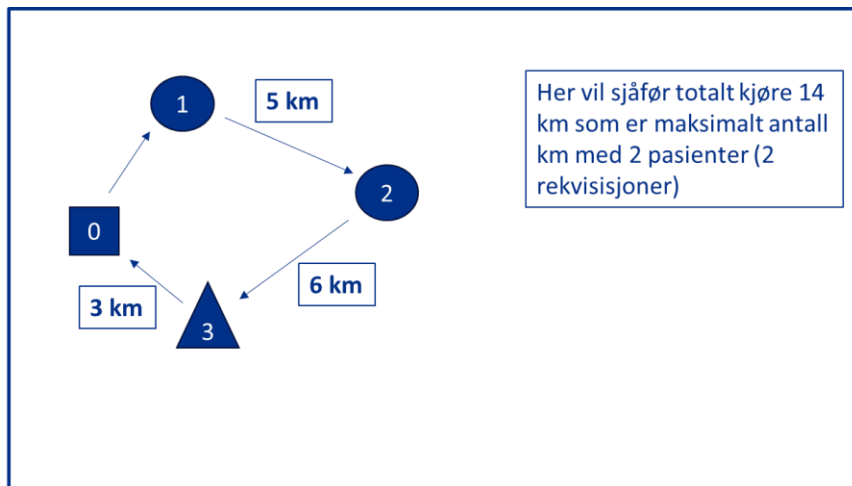 1
5 km
Her vil sjåfør totalt kjøre 14
km som er maksimalt antall
km med 2 pasienter (2
rekvisisjoner)
2
0
6 km
3 km
3